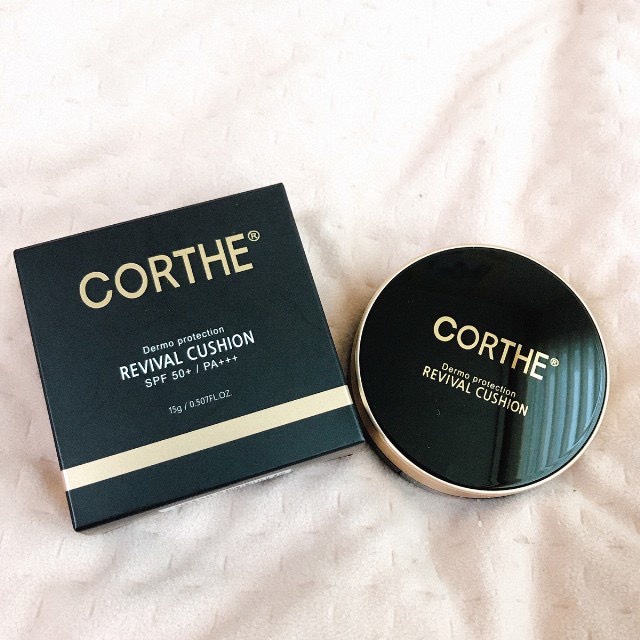 CORTHE®
Dermo protection
REVIVAL CUSHION
SPF 50+ / PA+++
15g / 0.507FL.OZ.
CORTHE®
Dermo protection
REVIVAL CUSHION